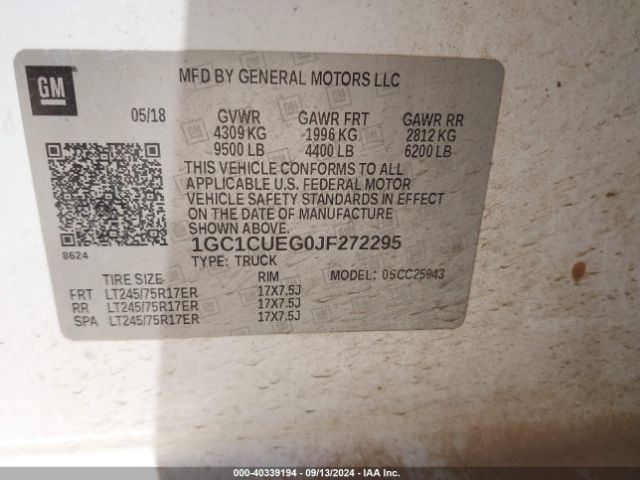 GM
MFD BY GENERAL MOTORS LLC
05/18 GVWR GAWR FRT GAWR RR
4309 KG 1996 KG 2812 KG
9500 LB 4400 LB 6200 LB
THIS VEHICLE CONFORMS TO ALL
APPLICABLE U.S. FEDERAL MOTOR
VEHICLE SAFETY STANDARDS IN EFFECT
ON THE DATE OF MANUFACTURE
SHOWN ABOVE.
8624
1GC1CUEG0JF272295
TYPE: TRUCK MODEL: 05CC25943
TIRE SIZE RIM
FRT LT245/75R17ER 17X7.5J
RR LT245/75R17ER 17X7.5J
SPA LT245/75R17ER 17X7.5J
000-40339194 - 09/13/2024 - IAAI.com